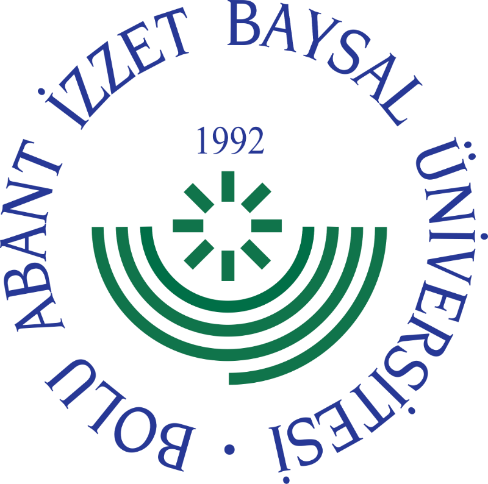 BOLU ABANT İZZET BAYSAL ÜNİVERSİTESİ •
1992